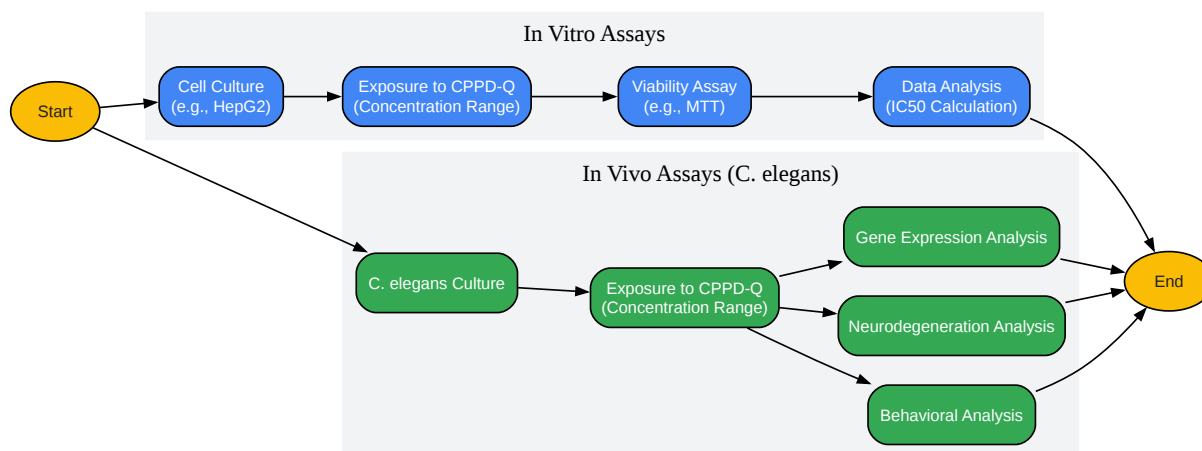 In Vitro Assays
Start
Cell Culture
(e.g., HepG2)
Exposure to CPPD-Q
(Concentration Range)
Viability Assay
(e.g., MTT)
Data Analysis
(IC50 Calculation)
In Vivo Assays (C. elegans)
C. elegans Culture
Exposure to CPPD-Q
(Concentration Range)
Gene Expression Analysis
Neurodegeneration Analysis
Behavioral Analysis
End